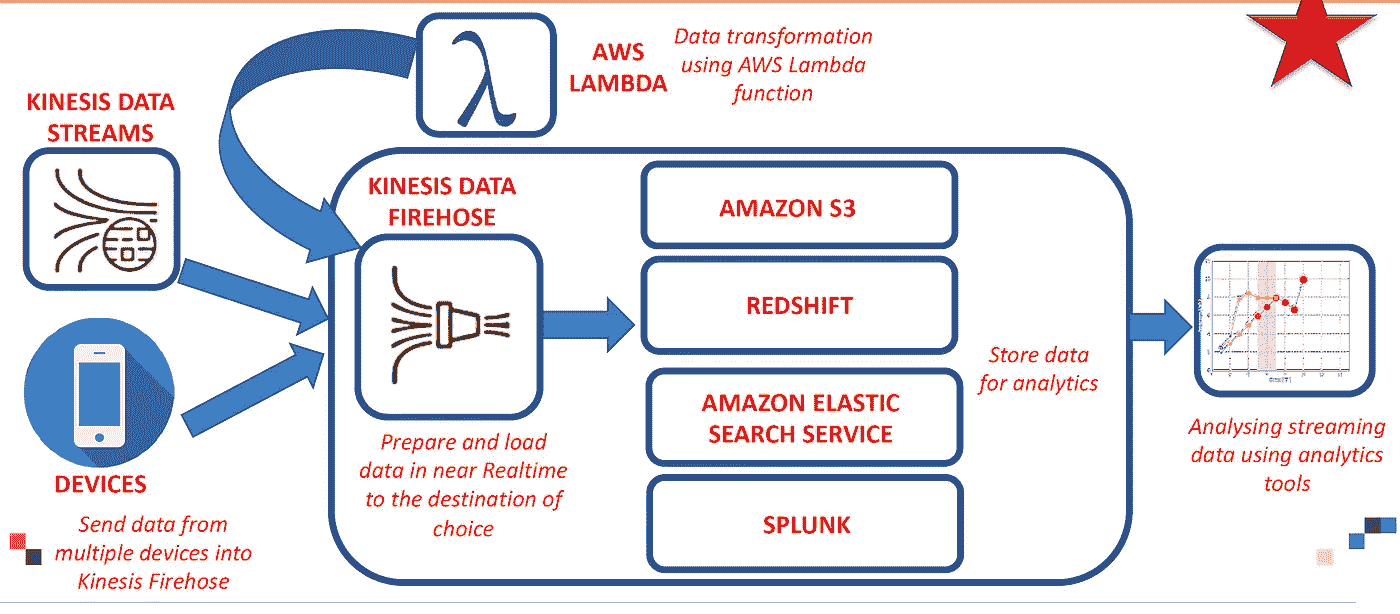 AWS
LAMBDA
Data transformation
using AWS Lambda
function
KINESIS DATA
STREAMS
KINESIS DATA
FIREHOSE
Prepare and load
data in near Realtime
to the destination of
choice
DEVICES
Send data from
multiple devices into
Kinesis Firehose
AMAZON S3
REDSHIFT
AMAZON ELASTIC
SEARCH SERVICE
SPLUNK
Store data
for analytics
Analysing streaming
data using analytics
tools